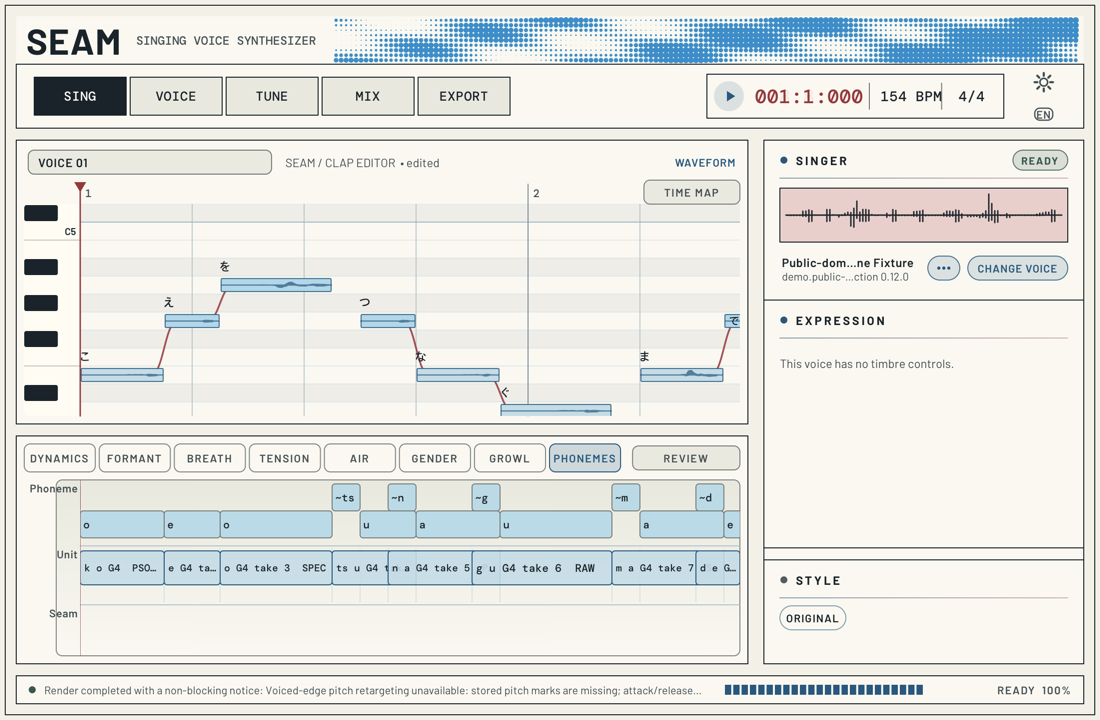 SEAM SINGING VOICE SYNTHESIZER
SING VOICE TUNE MIX EXPORT
001:1:000 154 BPM 4/4
EN
VOICE 01 SEAM / CLAP EDITOR • edited WAVEFORM
1 2 TIME MAP
C5
を
え つ で
こ な ま
ぐ
DYNAMICS FORMANT BREATH TENSION AIR GENDER GROWL PHONEMES REVIEW
Phoneme ~ts ~n ~g ~m ~d
o e o u a u a e
Unit k o G4 PSO… e G4 ta… o G4 take 3 SPEC ts u G4 n a G4 take 5 g u G4 take 6 RAW m a G4 take 7 d e G…
Seam
SINGER READY
Public-dom…ne Fixture
demo.public-…ction 0.12.0
••• CHANGE VOICE
EXPRESSION
This voice has no timbre controls.
STYLE
ORIGINAL
Render completed with a non-blocking notice: Voiced-edge pitch retargeting unavailable: stored pitch marks are missing; attack/release… READY 100%